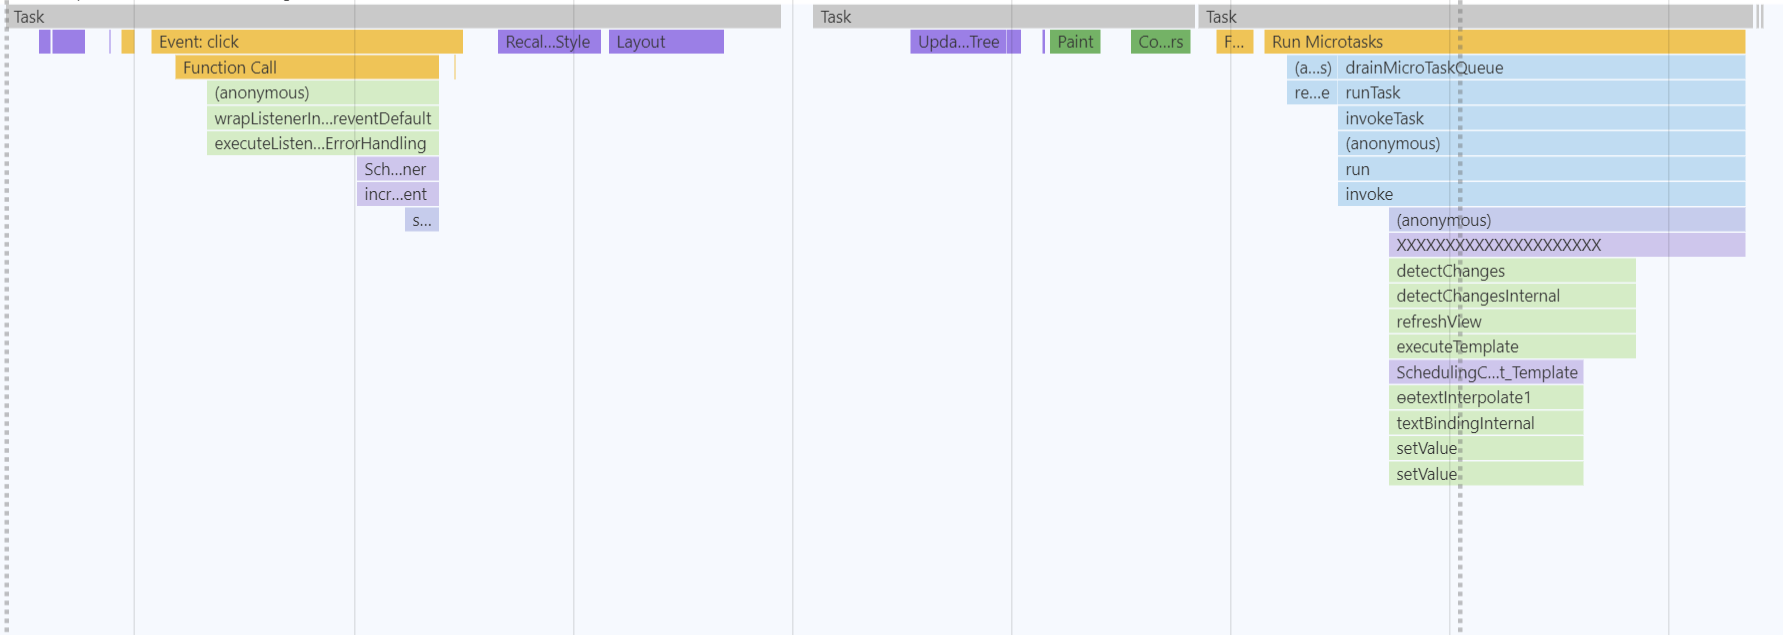 Task Task Task
Event: click Recal...Style Layout Upda...Tree Paint Co...rs F... Run Microtasks
Function Call (a...s) drainMicroTaskQueue
(anonymous) re...e runTask
wrapListenerIn...reventDefault invokeTask
executeListen...ErrorHandling (anonymous)
Sch...ner run
incr...ent invoke
s... (anonymous)
XXXXXXXXXXXXXXXXXXXXX
detectChanges
detectChangesInternal
refreshView
executeTemplate
SchedulingC...t_Template
ɵɵtextInterpolate1
textBindingInternal
setValue
setValue